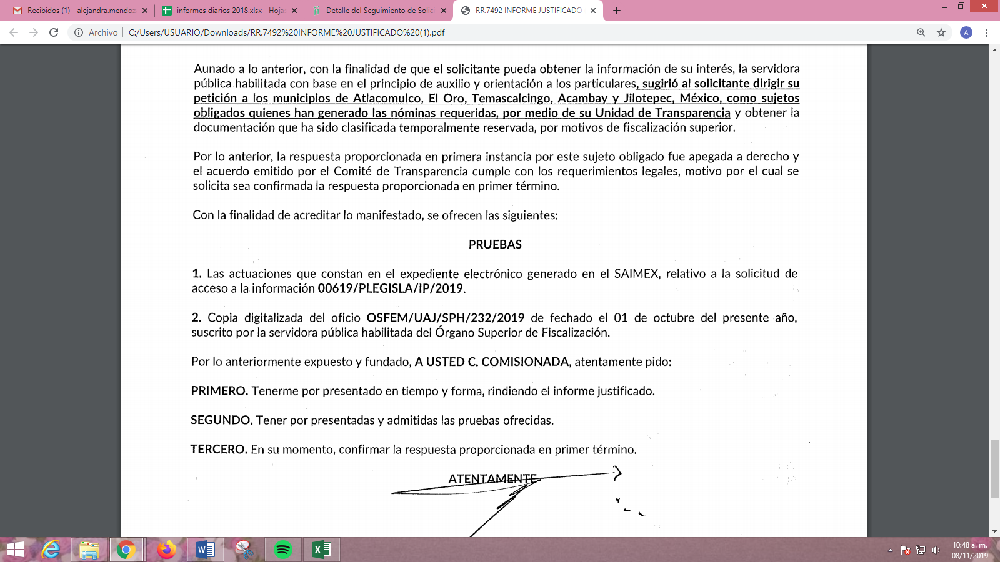 Recibidos (1) - alejandra.mendoz
informes diarios 2018.xlsx - Hoja
Detalle del Seguimiento de Solici
RR.7492 INFORME JUSTIFICADO
Archivo
C:/Users/USUARIO/Downloads/RR.7492%20INFORME%20JUSTIFICADO%20(1).pdf
A
Aunado a lo anterior, con la finalidad de que el solicitante pueda obtener la información de su interés, la servidora
pública habilitada con base en el principio de auxilio y orientación a los particulares, sugirió al solicitante dirigir su
petición a los municipios de Atlacomulco, El Oro, Temascalcingo, Acambay y Jilotepec, México, como sujetos
obligados quienes han generado las nóminas requeridas, por medio de su Unidad de Transparencia y obtener la
documentación que ha sido clasificada temporalmente reservada, por motivos de fiscalización superior.
Por lo anterior, la respuesta proporcionada en primera instancia por este sujeto obligado fue apegada a derecho y
el acuerdo emitido por el Comité de Transparencia cumple con los requerimientos legales, motivo por el cual se
solicita sea confirmada la respuesta proporcionada en primer término.
Con la finalidad de acreditar lo manifestado, se ofrecen las siguientes:
PRUEBAS
1. Las actuaciones que constan en el expediente electrónico generado en el SAIMEX, relativo a la solicitud de
acceso a la información 00619/PLEGISLA/IP/2019.
2. Copia digitalizada del oficio OSFEM/UAJ/SPH/232/2019 de fechado el 01 de octubre del presente año,
suscrito por la servidora pública habilitada del Órgano Superior de Fiscalización.
Por lo anteriormente expuesto y fundado, A USTED C. COMISIONADA, atentamente pido:
PRIMERO. Tenerme por presentado en tiempo y forma, rindiendo el informe justificado.
SEGUNDO. Tener por presentadas y admitidas las pruebas ofrecidas.
TERCERO. En su momento, confirmar la respuesta proporcionada en primer término.
ATENTAMENTE
10:48 a. m.
08/11/2019